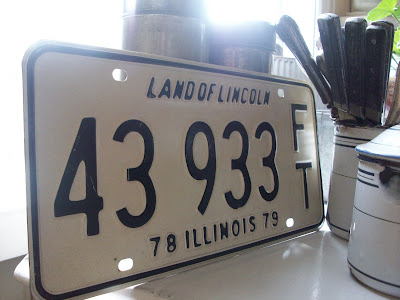 LAND OF LINCOLN
43 933 FT
78 ILLINOIS 79